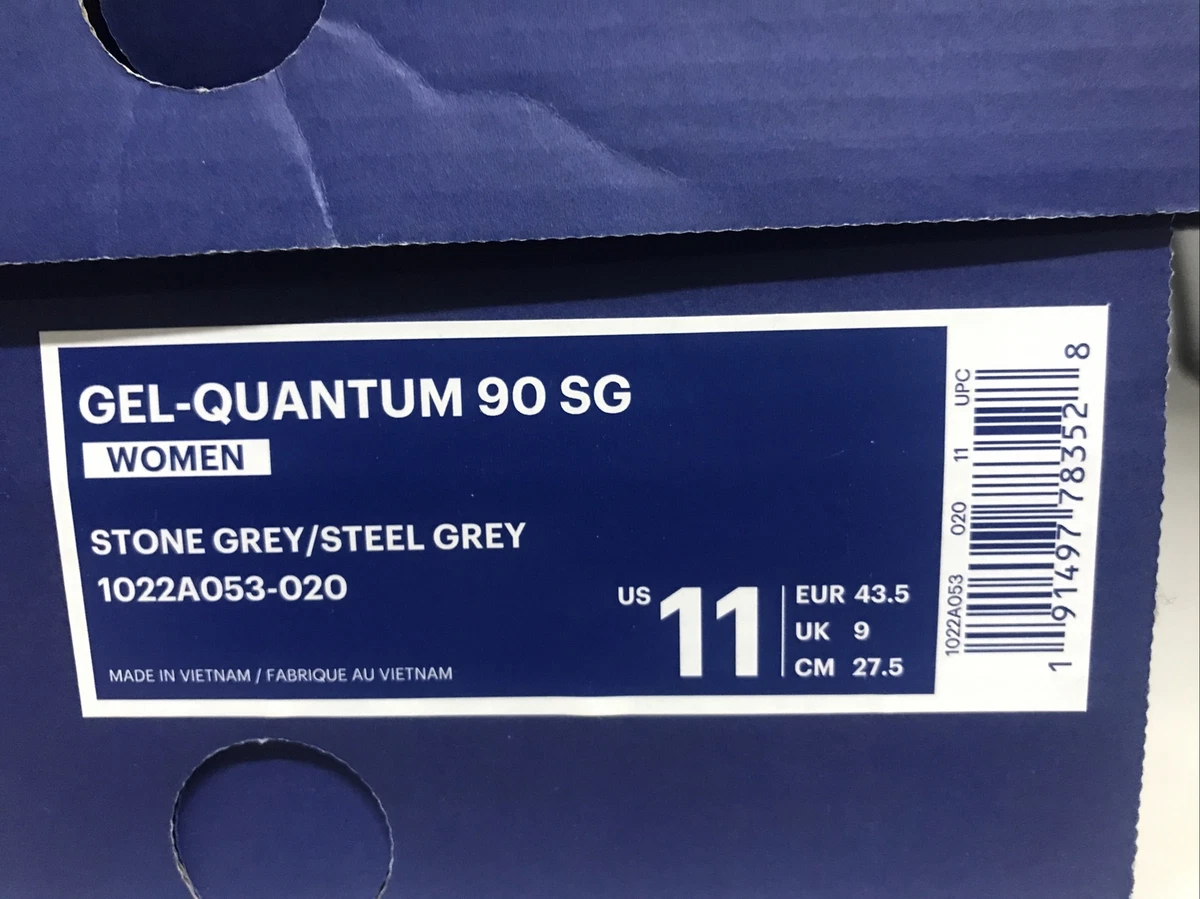 GEL-QUANTUM 90 SG
WOMEN
STONE GREY/STEEL GREY
1022A053-020
MADE IN VIETNAM / FABRIQUE AU VIETNAM
US 11
EUR 43.5
UK 9
CM 27.5
1022A053 020 11 UPC
1 91497 78352 8